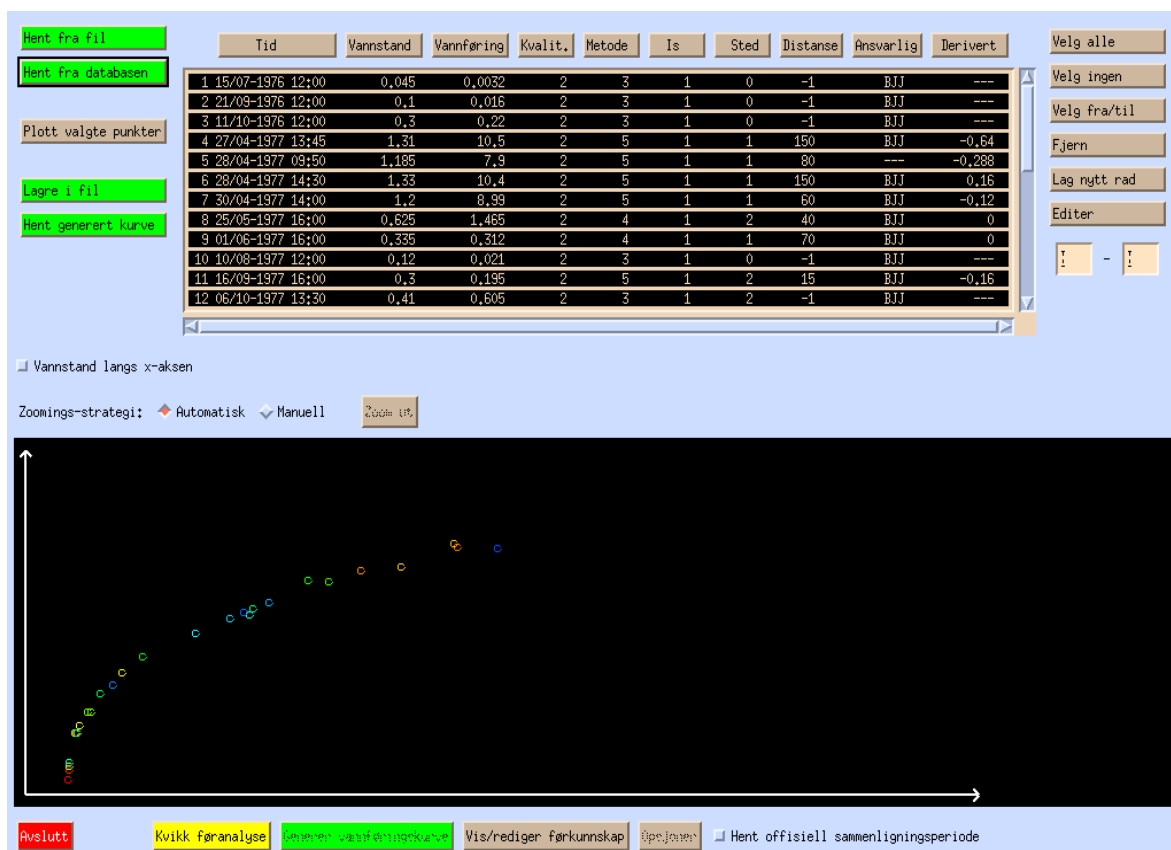 Hent fra fil
Hent fra databasen
Plott valgte punkter
Lagre i fil
Hent generert kurve
Tid Vannstand Vannføring Kvalit. Metode Is Sted Distanse Ansvarlig Derivert
1 15/07-1976 12:00 0.045 0.0032 2 3 1 0 -1 BJJ ---
2 21/09-1976 12:00 0.1 0.016 2 3 1 0 -1 BJJ ---
3 11/10-1976 12:00 0.3 0.22 2 3 1 0 -1 BJJ ---
4 27/04-1977 13:45 1.31 10.5 2 5 1 1 150 BJJ -0.64
5 28/04-1977 09:50 1.185 7.9 2 5 1 1 80 --- -0.288
6 28/04-1977 14:30 1.33 10.4 2 5 1 1 150 BJJ 0.16
7 30/04-1977 14:00 1.2 8.99 2 5 1 1 60 BJJ -0.12
8 25/05-1977 16:00 0.625 1.465 2 4 1 2 40 BJJ 0
9 01/06-1977 16:00 0.335 0.312 2 4 1 1 70 BJJ 0
10 10/08-1977 12:00 0.12 0.021 2 3 1 0 -1 BJJ ---
11 16/09-1977 16:00 0.3 0.195 2 5 1 2 15 BJJ -0.16
12 06/10-1977 13:30 0.41 0.605 2 3 1 2 -1 BJJ ---
Velg alle
Velg ingen
Velg fra/til
Fjern
Lag nytt rad
Editer
-
Vannstand langs x-aksen
Zoomings-strategi: Automatisk Manuell Zoom ut
Avslutt Kvikk føranalyse Generer vannføringskurve Vis/rediger førkunnskap Opsjoner Hent offisiell sammenligningsperiode